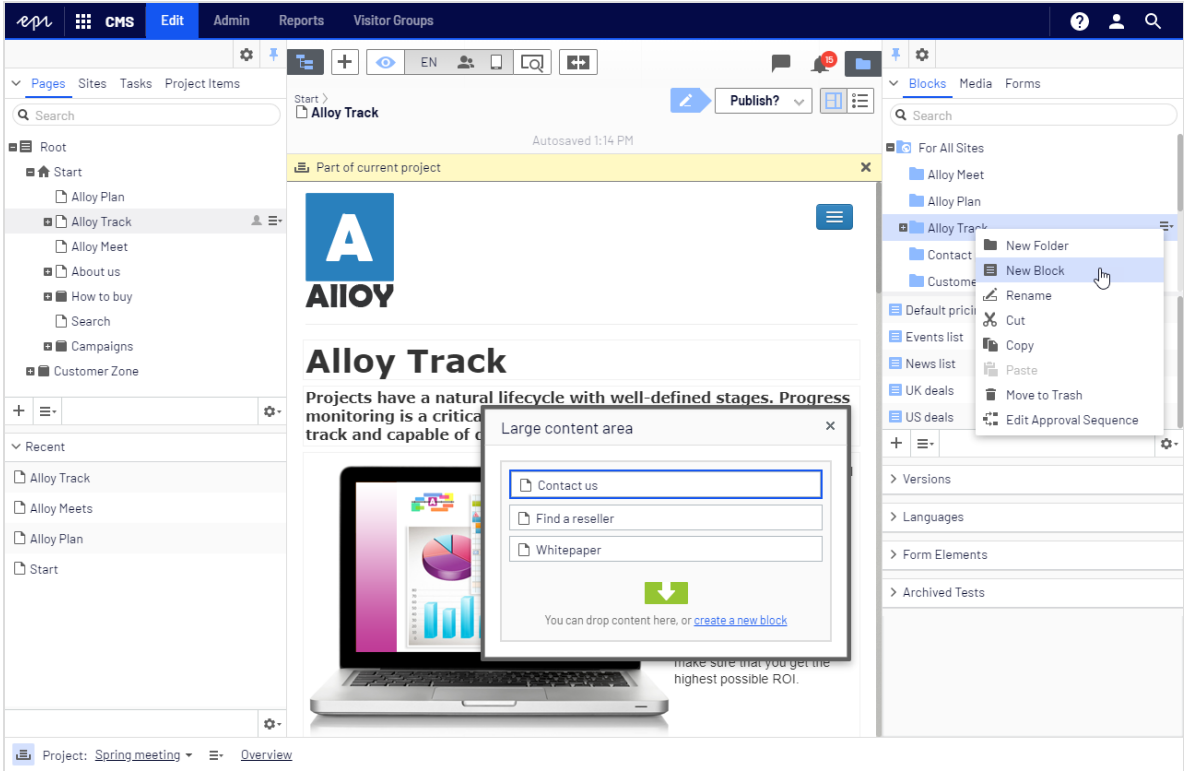 epi CMS Edit Admin Reports Visitor Groups
Pages Sites Tasks Project Items
Search
Root
Start
Alloy Plan
Alloy Track
Alloy Meet
About us
How to buy
Search
Campaigns
Customer Zone
Recent
Alloy Track
Alloy Meets
Alloy Plan
Start
EN
15
Start
Alloy Track
Publish?
Autosaved 1:14 PM
Part of current project
A
AllOY
Alloy Track
Projects have a natural lifecycle with well-defined stages. Progress
monitoring is a critica
track and capable of
Large content area
Contact us
Find a reseller
Whitepaper
You can drop content here, or create a new block
make sure that you get the
highest possible ROI.
Blocks Media Forms
Search
For All Sites
Alloy Meet
Alloy Plan
Alloy Track
Contact
Custome
Default prici
Events list
News list
UK deals
US deals
New Folder
New Block
Rename
Cut
Copy
Paste
Move to Trash
Edit Approval Sequence
Versions
Languages
Form Elements
Archived Tests
Project: Spring meeting Overview